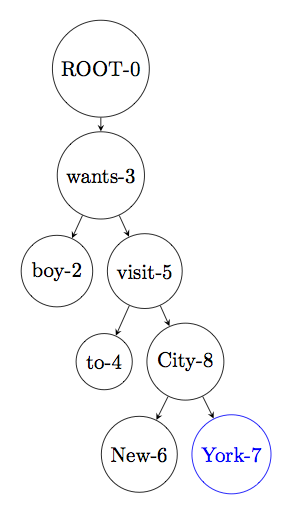 ROOT-0
wants-3
boy-2
visit-5
to-4
City-8
New-6
York-7